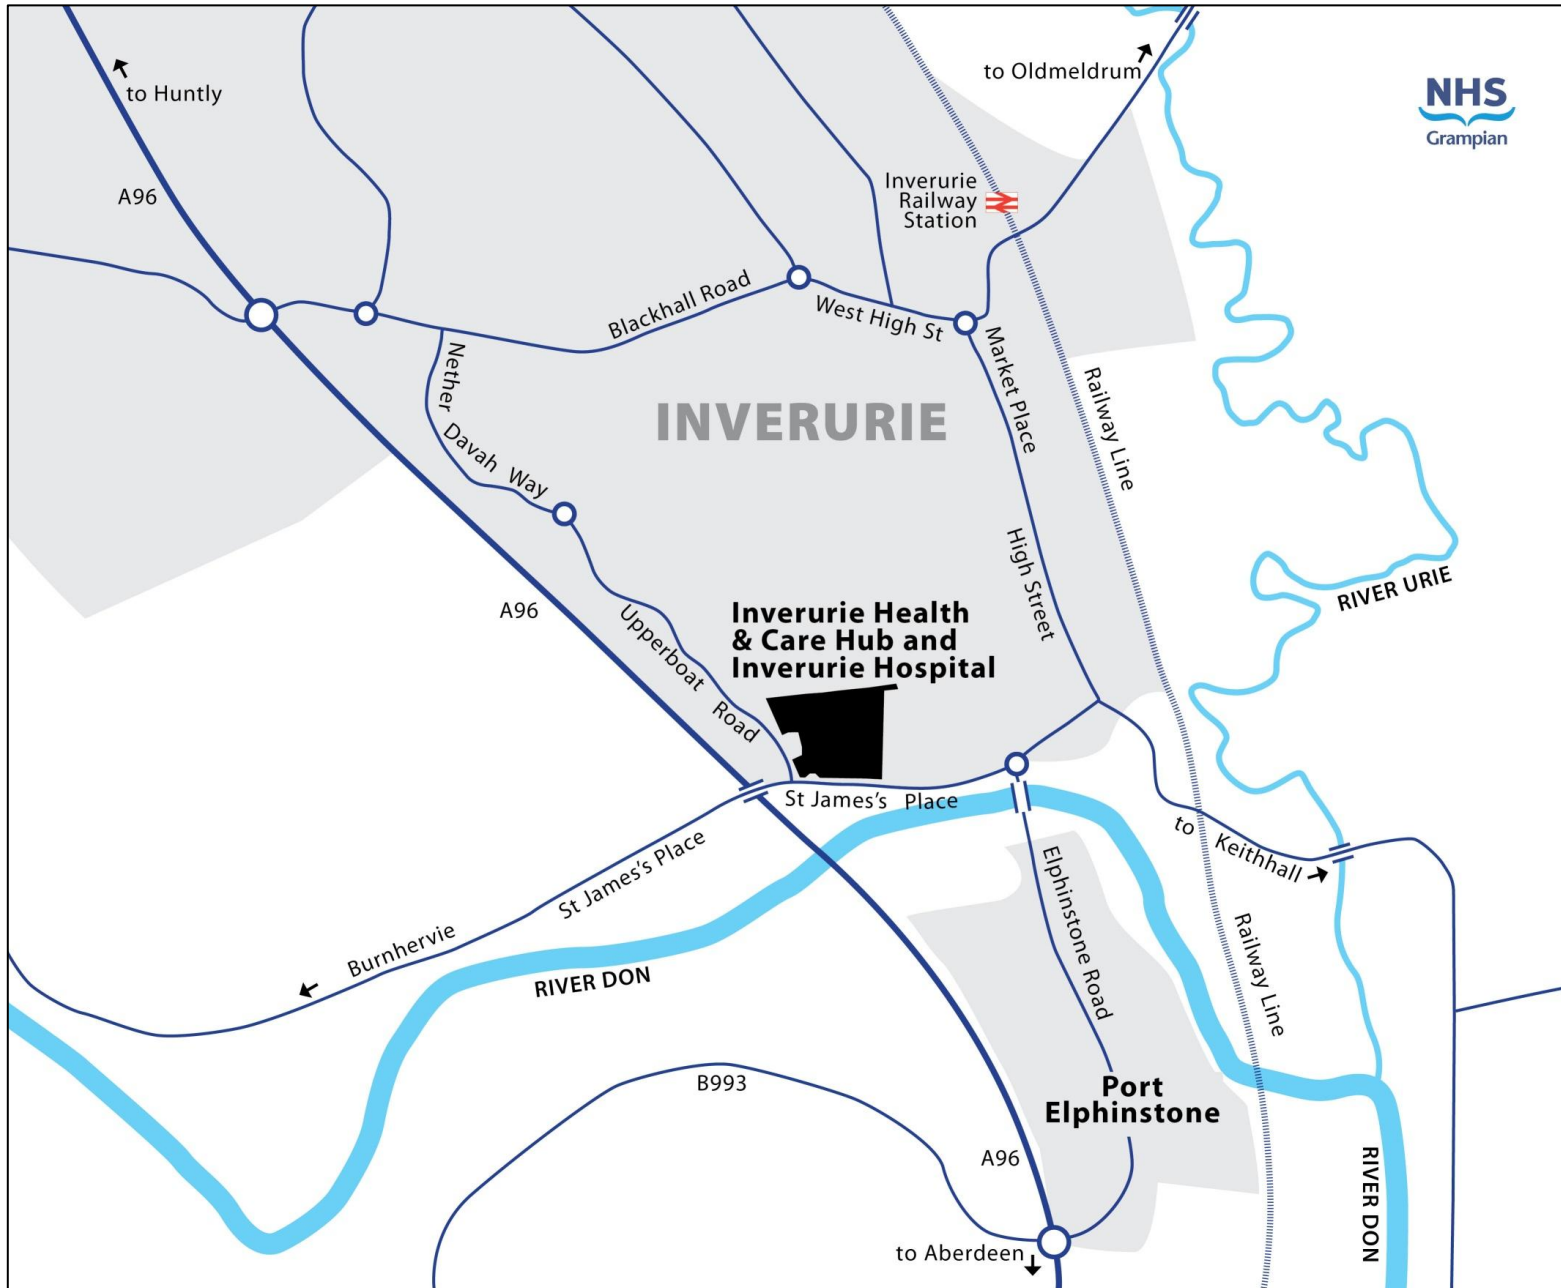 to Oldmeldrum
NHS
Grampian
to Huntly
A96
Inverurie
Railway
Station
Blackhall Road
West High St
Market Place
Nether Davah Way
INVERURIE
Railway Line
High Street
RIVER URIE
A96
Upperboat Road
Inverurie Health
& Care Hub and
Inverurie Hospital
St James's Place
to Keithhall
St James's Place
Elphinstone Road
Burnhervie
RIVER DON
Railway Line
B993
Port
Elphinstone
A96
RIVER DON
to Aberdeen